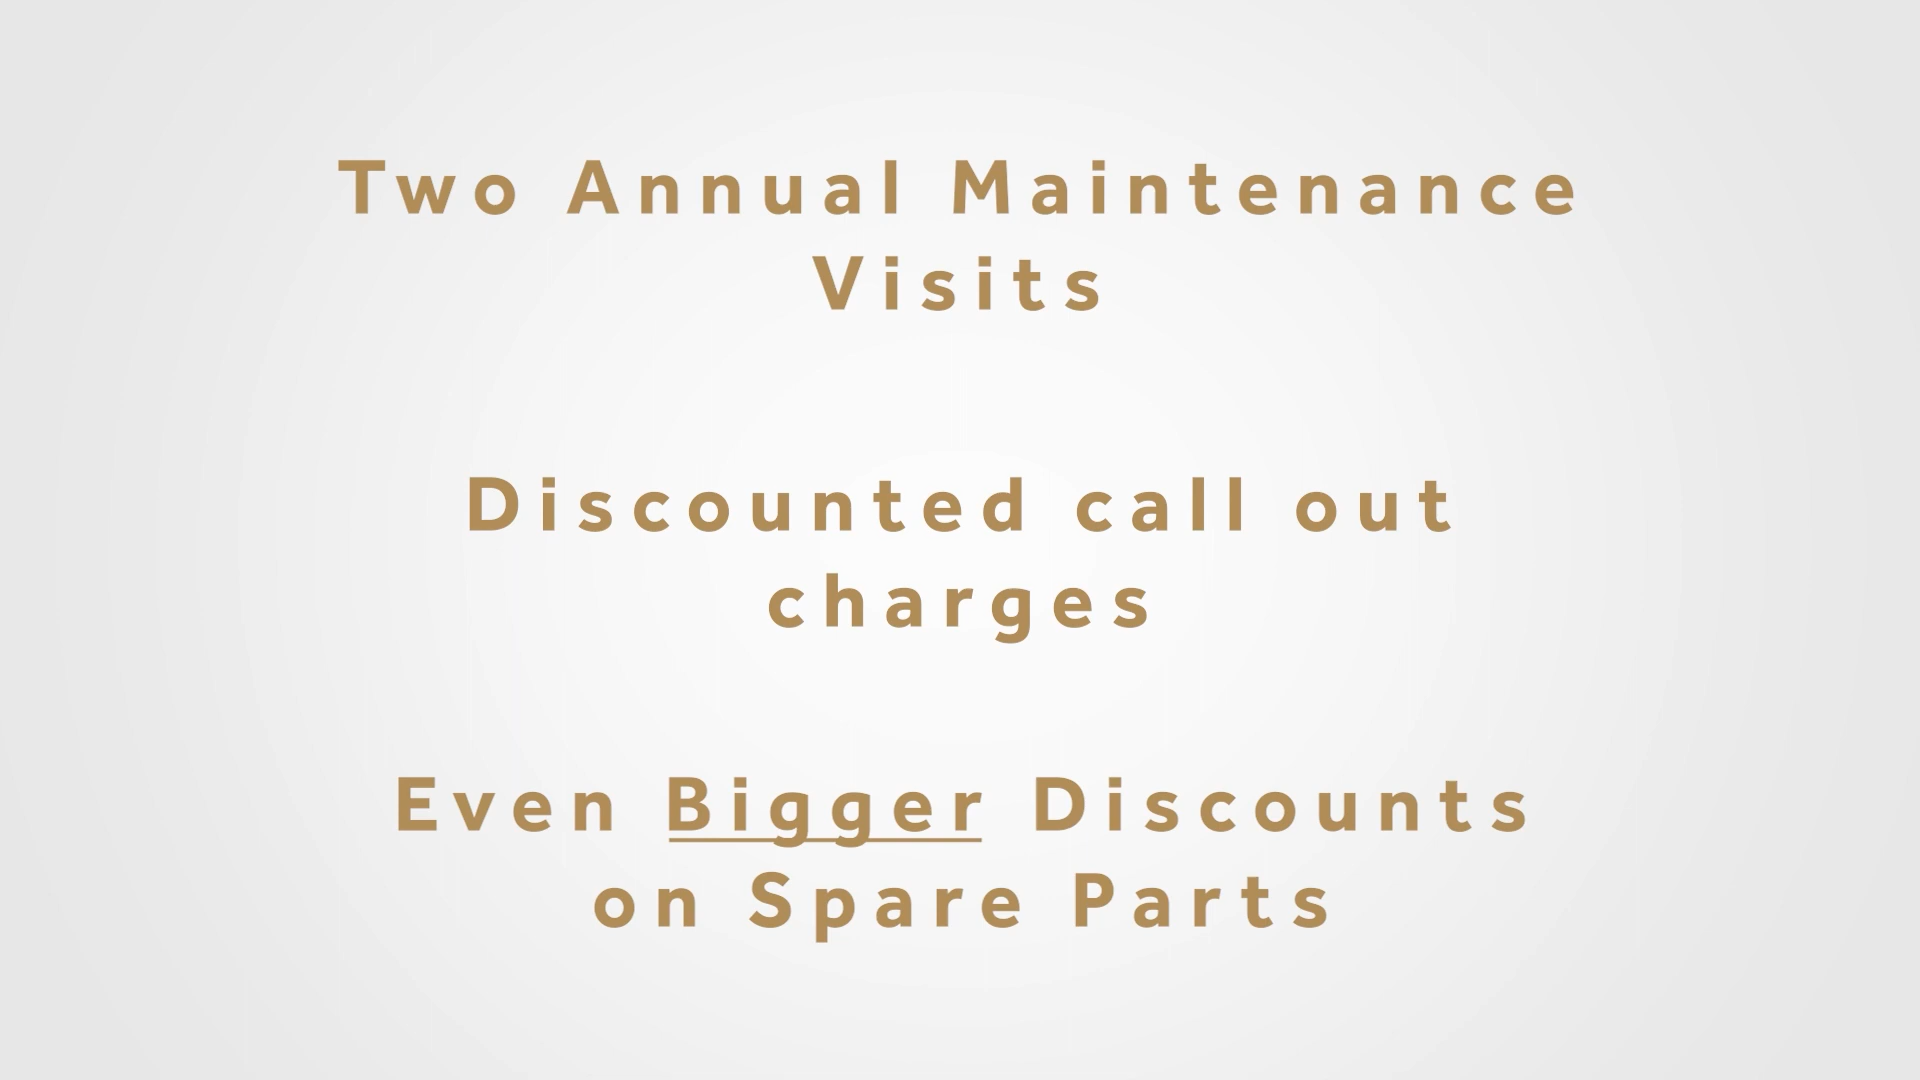 Two Annual Maintenance
Visits
Discounted call out
charges
Even Bigger Discounts
on Spare Parts